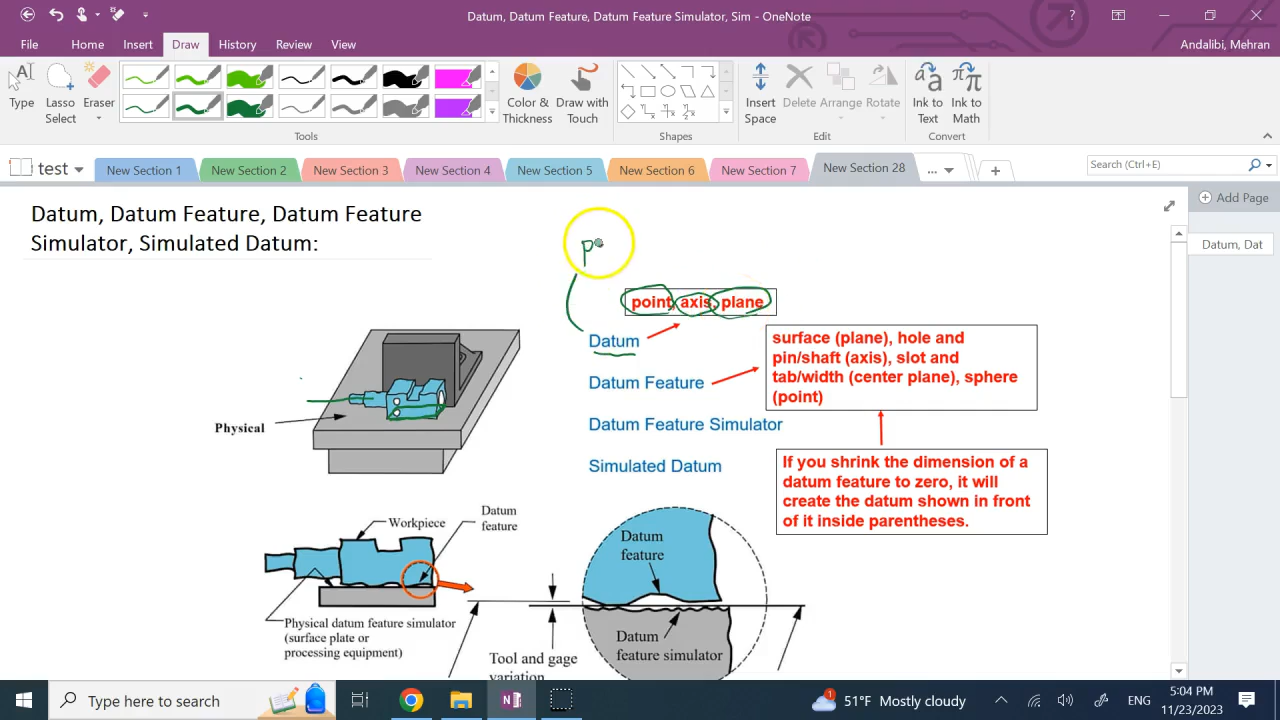 Datum, Datum Feature, Datum Feature Simulator, Sim - OneNote
?
Andalibi, Mehran
File
Home
Insert
Draw
History
Review
View
Type
Lasso
Select
Eraser
Color &
Thickness
Draw with
Touch
Insert
Space
Delete
Arrange
Rotate
Ink to
Text
Ink to
Math
Tools
Shapes
Edit
Convert
test
New Section 1
New Section 2
New Section 3
New Section 4
New Section 5
New Section 6
New Section 7
New Section 28
...
Search (Ctrl+E)
Add Page
Datum, Dat
Datum, Datum Feature, Datum Feature
Simulator, Simulated Datum:
P
point, axis, plane
Datum
Datum Feature
Datum Feature Simulator
Simulated Datum
surface (plane), hole and
pin/shaft (axis), slot and
tab/width (center plane), sphere
(point)
If you shrink the dimension of a
datum feature to zero, it will
create the datum shown in front
of it inside parentheses.
Physical
Workpiece
Datum
feature
Physical datum feature simulator
(surface plate or
processing equipment)
Tool and gage
variation
Datum
feature
Datum
feature simulator
Type here to search
1
51°F Mostly cloudy
ENG
5:04 PM
11/23/2023